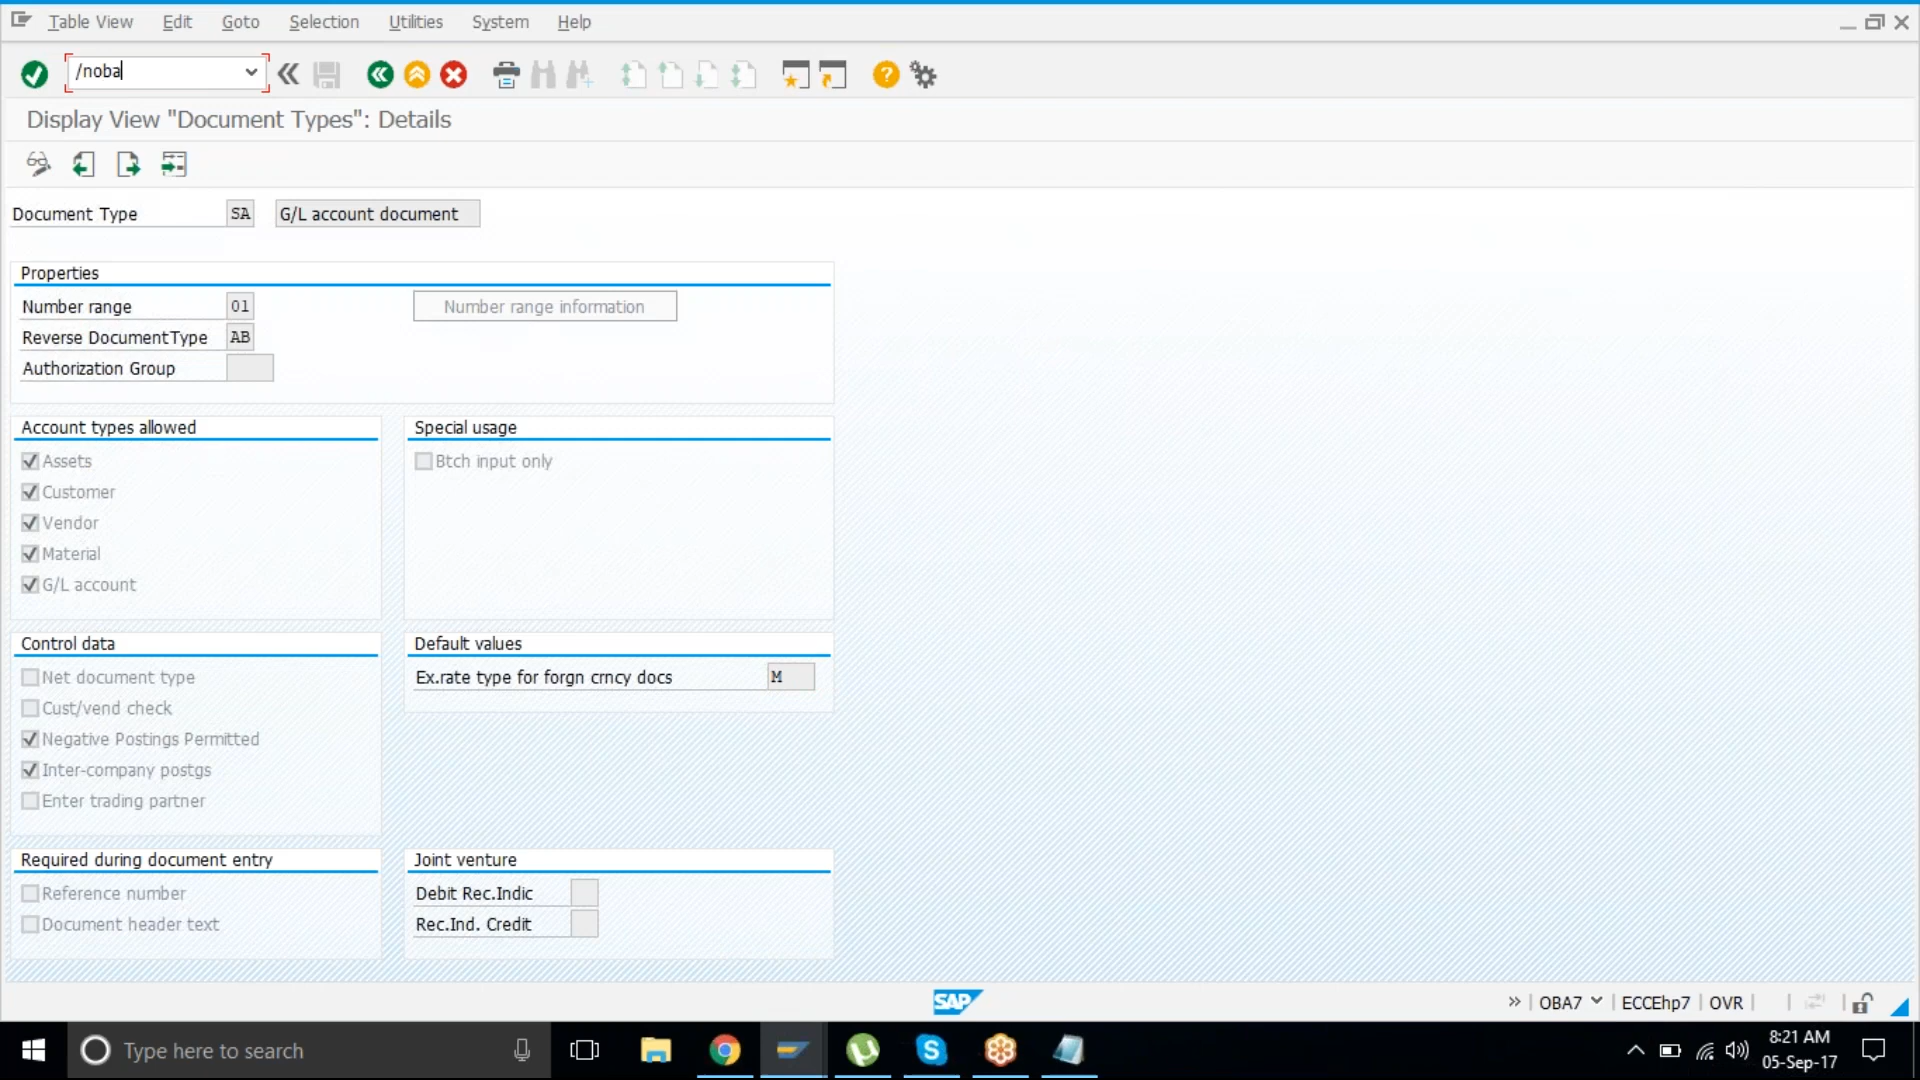 Table View Edit Goto Selection Utilities System Help
/noba
Display View "Document Types": Details
Document Type SA G/L account document
Properties
Number range 01 Number range information
Reverse DocumentType AB
Authorization Group
Account types allowed
Special usage
Assets
Btch input only
Customer
Vendor
Material
G/L account
Control data
Default values
Net document type
Ex.rate type for forgn crncy docs M
Cust/vend check
Negative Postings Permitted
Inter-company postgs
Enter trading partner
Required during document entry
Joint venture
Reference number
Debit Rec.Indic
Document header text
Rec.Ind. Credit
SAP
OBA7 ECCEhp7 OVR
Type here to search
8:21 AM
05-Sep-17